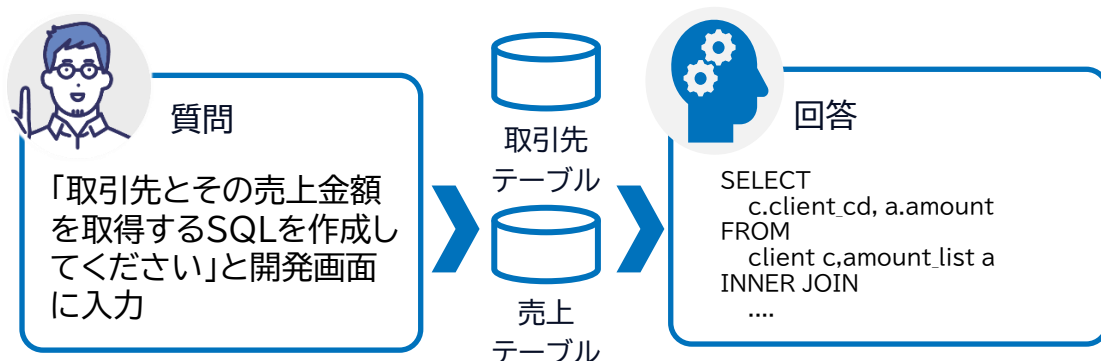 質問
「取引先とその売上金額
を取得するSQLを作成し
てください」と開発画面
に入力
取引先
テーブル
売上
テーブル
回答
SELECT
c.client_cd, a.amount
FROM
client c,amount_list a
INNER JOIN
....